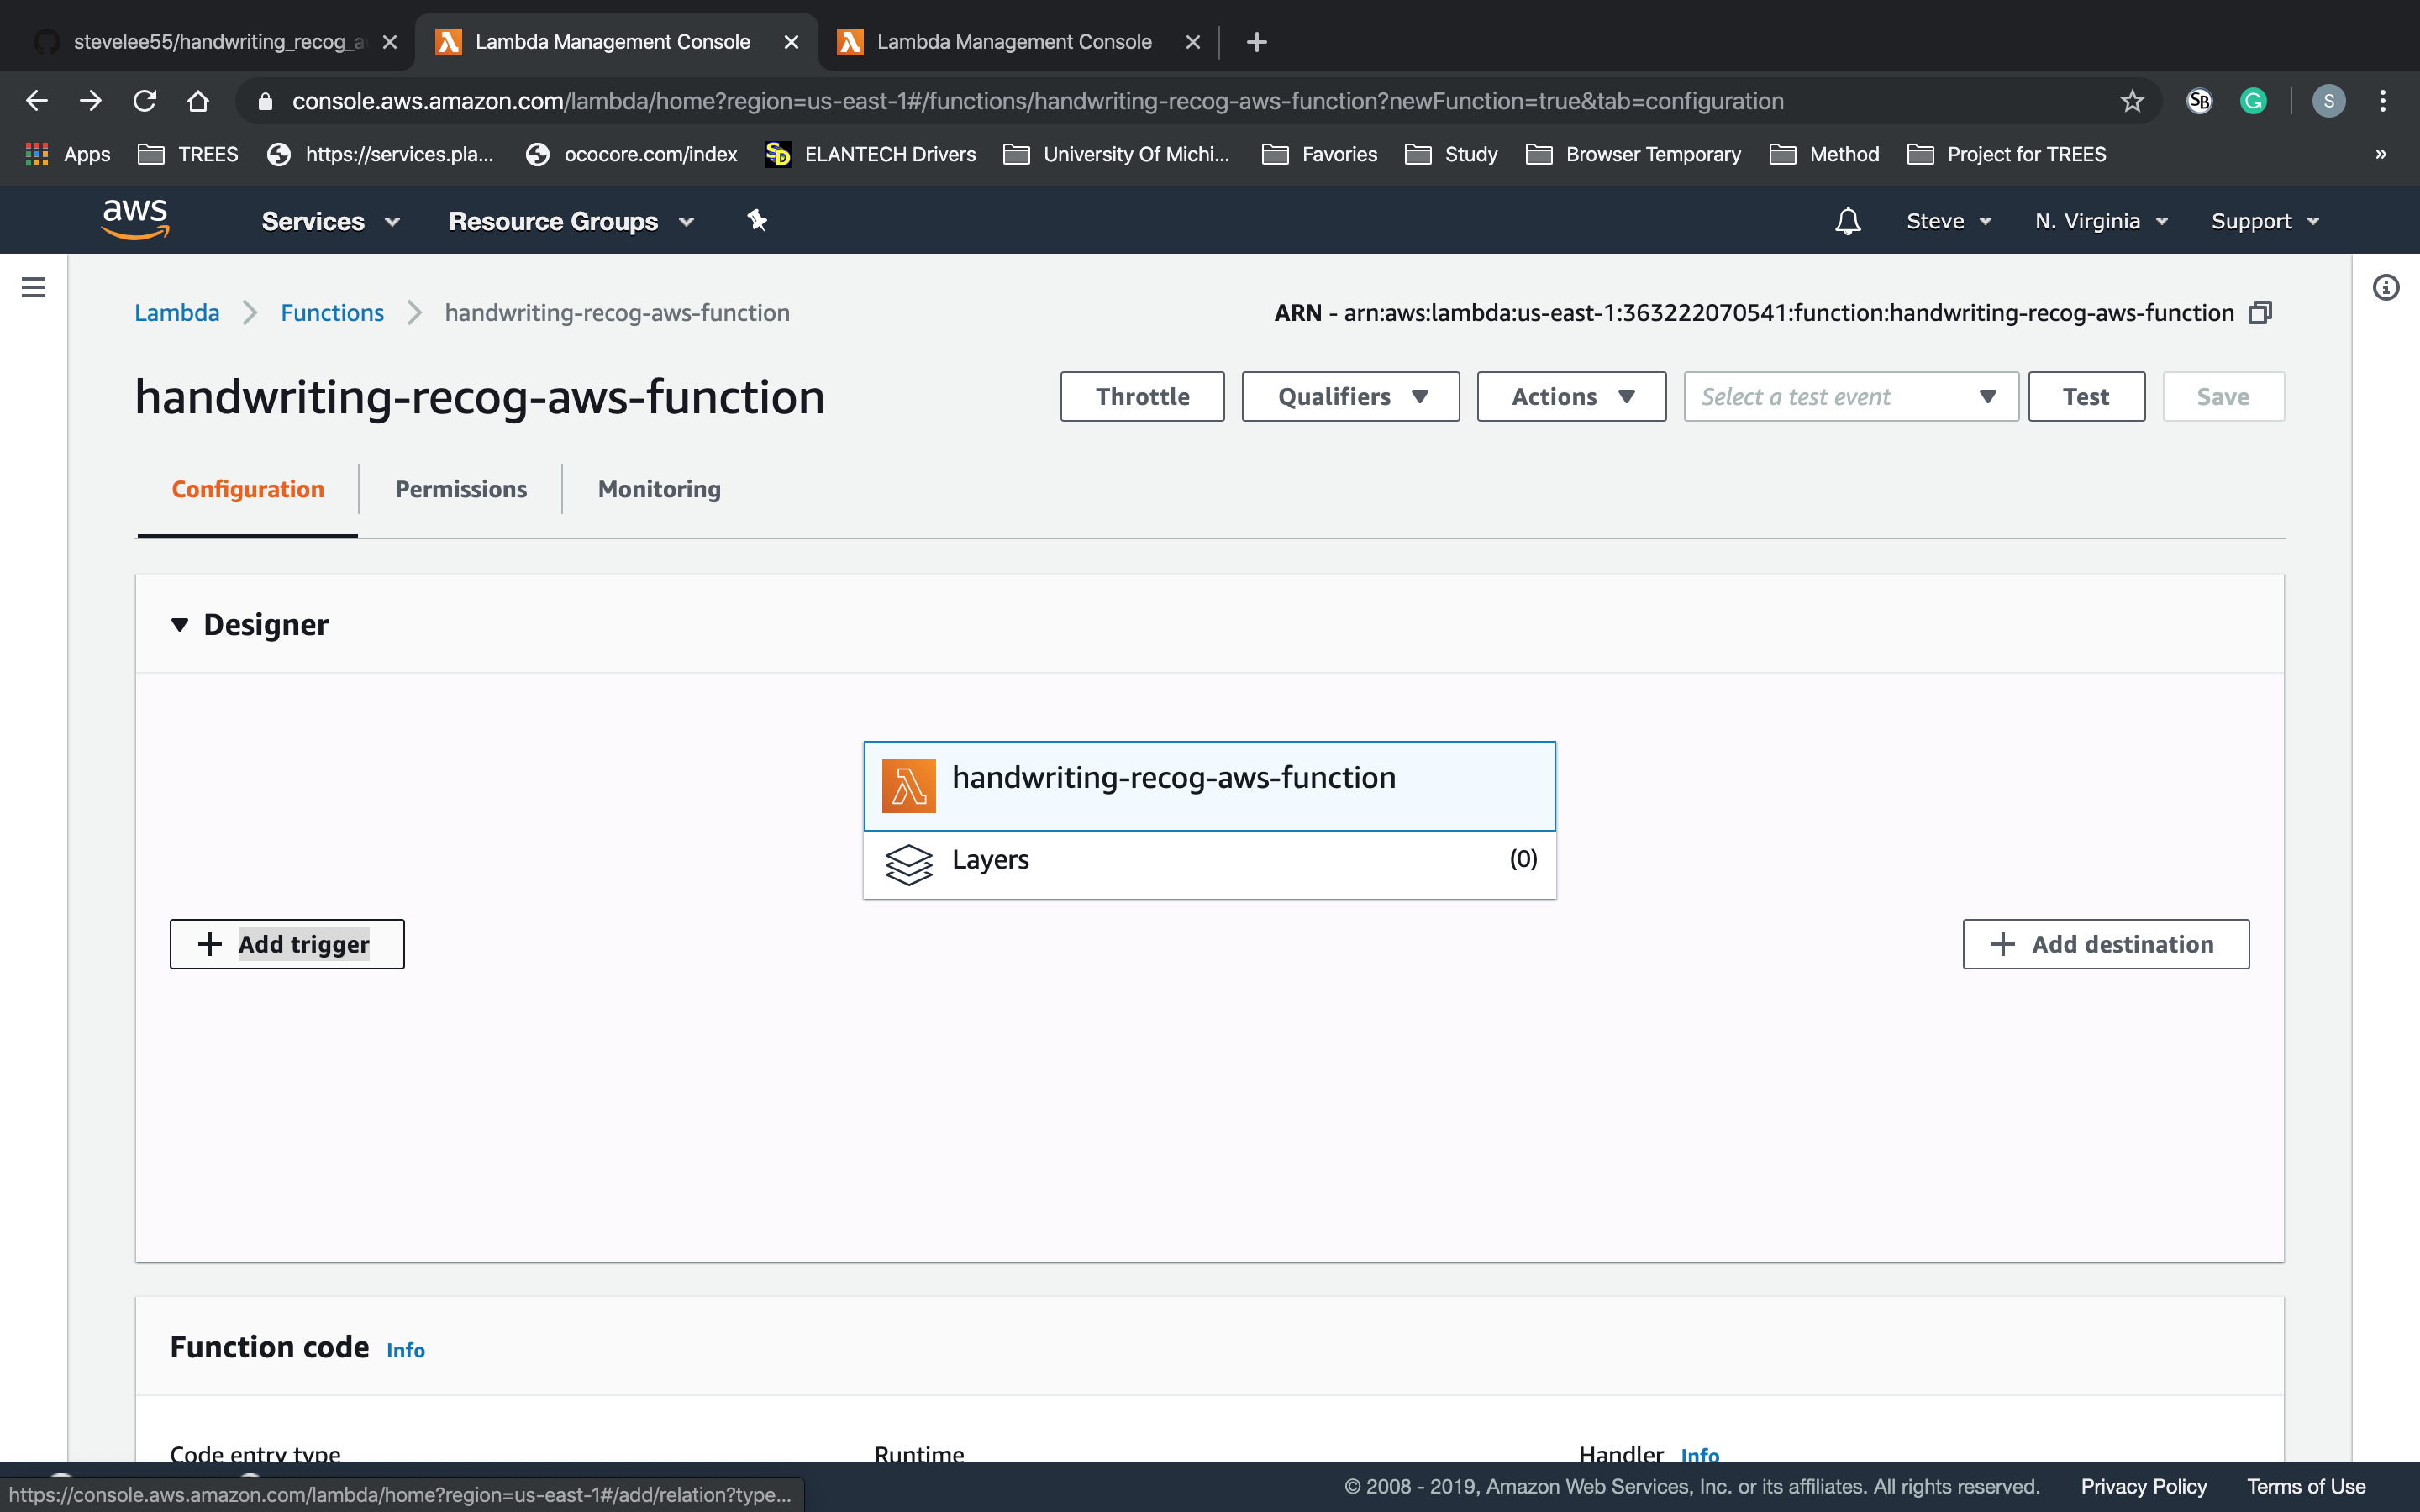 stevelee55/handwriting_recog_a
Lambda Management Console
Lambda Management Console
console.aws.amazon.com/lambda/home?region=us-east-1#/functions/handwriting-recog-aws-function?newFunction=true&tab=configuration
SB
G
S
Apps
TREES
https://services.pla...
ococore.com/index
SD
ELANTECH Drivers
University Of Michi...
Favorites
Study
Browser Temporary
Method
Project for TREES
»
aws
Services
Resource Groups
Steve
N. Virginia
Support
Lambda
Functions
handwriting-recog-aws-function
ARN - arn:aws:lambda:us-east-1:363222070541:function:handwriting-recog-aws-function
handwriting-recog-aws-function
Throttle
Qualifiers
Actions
Select a test event
Test
Save
Configuration
Permissions
Monitoring
Designer
handwriting-recog-aws-function
Layers
(0)
Add trigger
Add destination
Function code Info
Code entry type
Runtime
Handler Info
https://console.aws.amazon.com/lambda/home?region=us-east-1#/add/relation?type...
© 2008 - 2019, Amazon Web Services, Inc. or its affiliates. All rights reserved.
Privacy Policy
Terms of Use